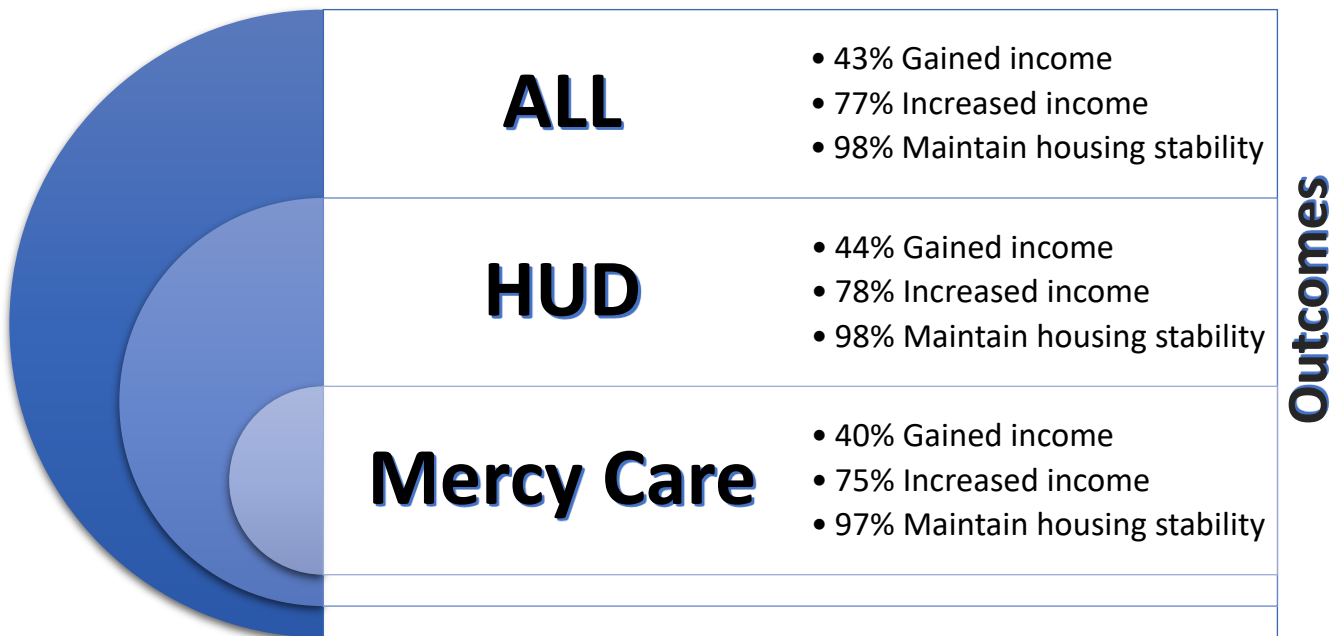 ALL
• 43% Gained income
• 77% Increased income
• 98% Maintain housing stability
HUD
• 44% Gained income
• 78% Increased income
• 98% Maintain housing stability
Mercy Care
• 40% Gained income
• 75% Increased income
• 97% Maintain housing stability
Outcomes